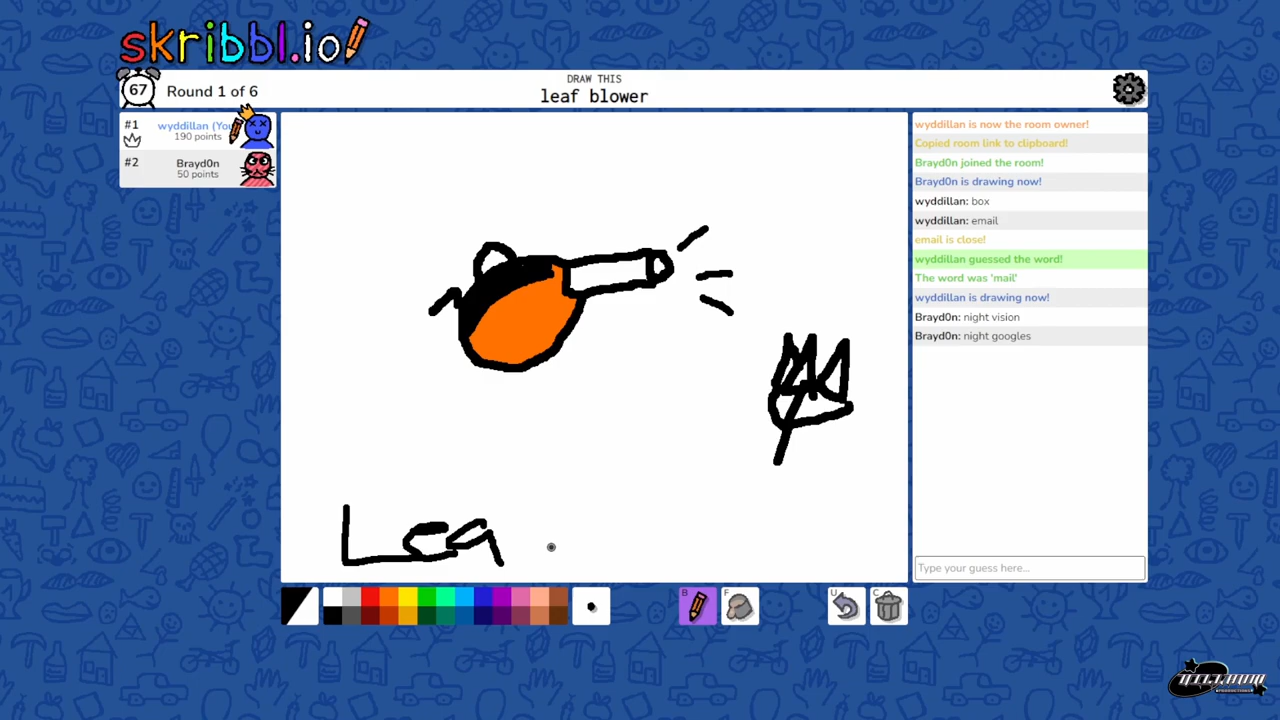 skribbl.io
67
Round 1 of 6
DRAW THIS
leaf blower
#1
wyddillan (You
190 points
#2
Brayd0n
50 points
wyddillan is now the room owner!
Copied room link to clipboard!
Brayd0n joined the room!
Brayd0n is drawing now!
wyddillan: box
wyddillan: email
email is close!
wyddillan guessed the word!
The word was 'mail'
wyddillan is drawing now!
Brayd0n: night vision
Brayd0n: night googles
Lea
Type your guess here...
B
F
U
C